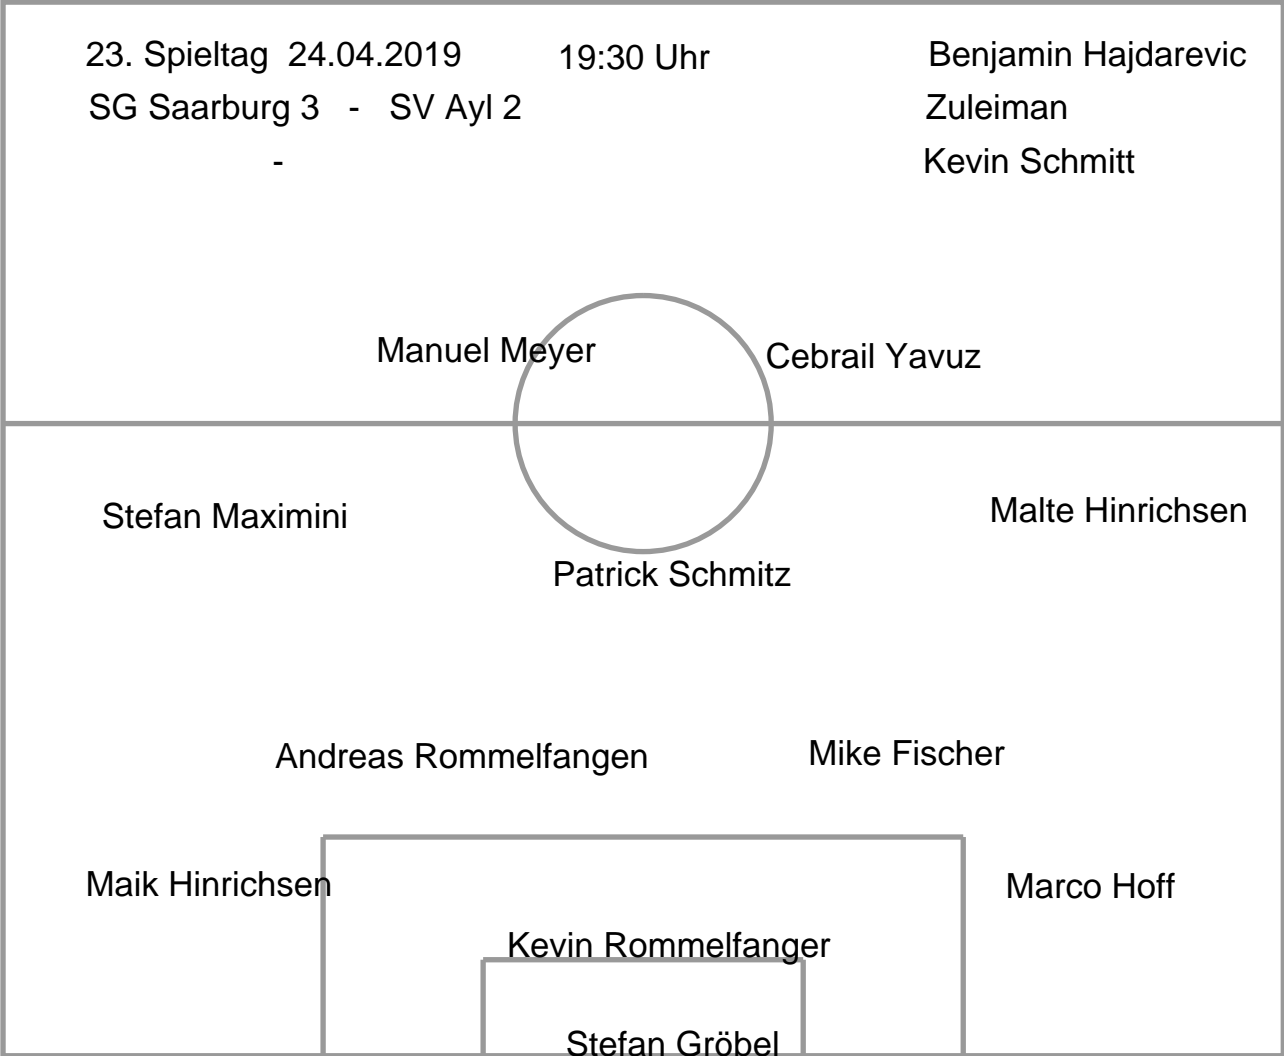 23. Spieltag 24.04.2019 19:30 Uhr Benjamin Hajdarevic
SG Saarburg 3 - SV Ayl 2 Zuleiman
- Kevin Schmitt
Manuel Meyer Cebrail Yavuz
Stefan Maximini Malte Hinrichsen
Patrick Schmitz
Andreas Rommelfangen Mike Fischer
Maik Hinrichsen Marco Hoff
Kevin Rommelfanger
Stefan Gröbel